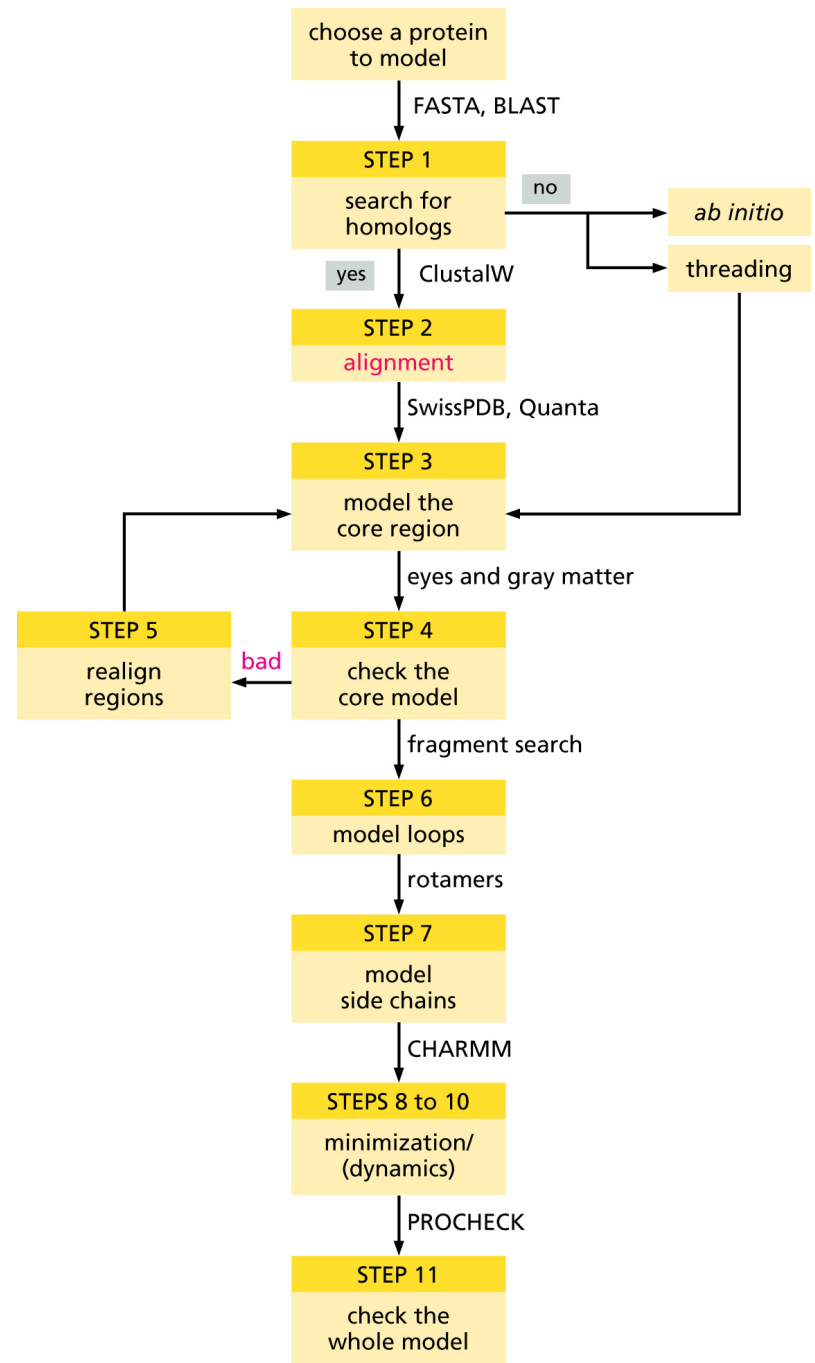 choose a protein
to model
FASTA, BLAST
STEP 1
search for
homologs
no
ab initio
threading
yes
ClustalW
STEP 2
alignment
SwissPDB, Quanta
STEP 3
model the
core region
eyes and gray matter
STEP 5
realign
regions
bad
STEP 4
check the
core model
fragment search
STEP 6
model loops
rotamers
STEP 7
model
side chains
CHARMM
STEPS 8 to 10
minimization/
(dynamics)
PROCHECK
STEP 11
check the
whole model